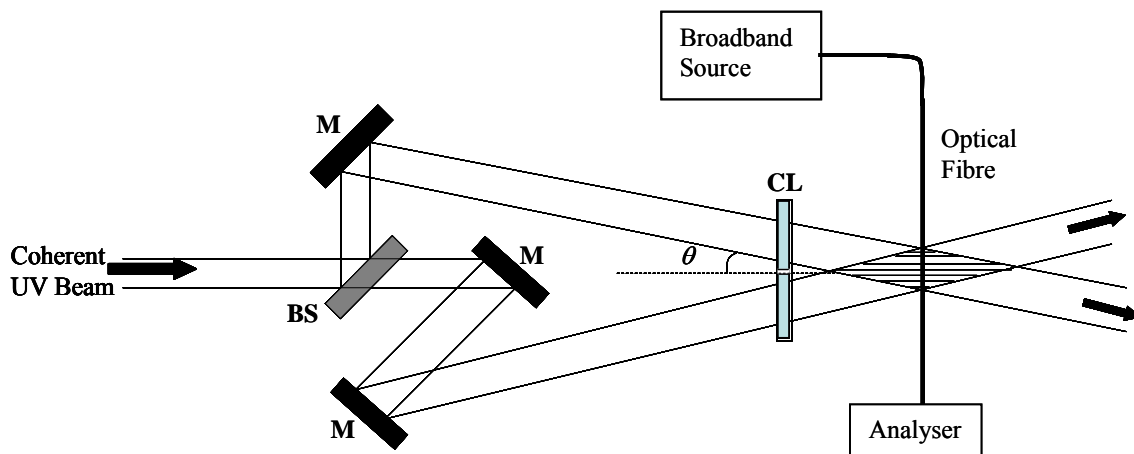 Broadband
Source
M
Optical
Fibre
CL
Coherent
UV Beam
θ
M
BS
M
Analyser